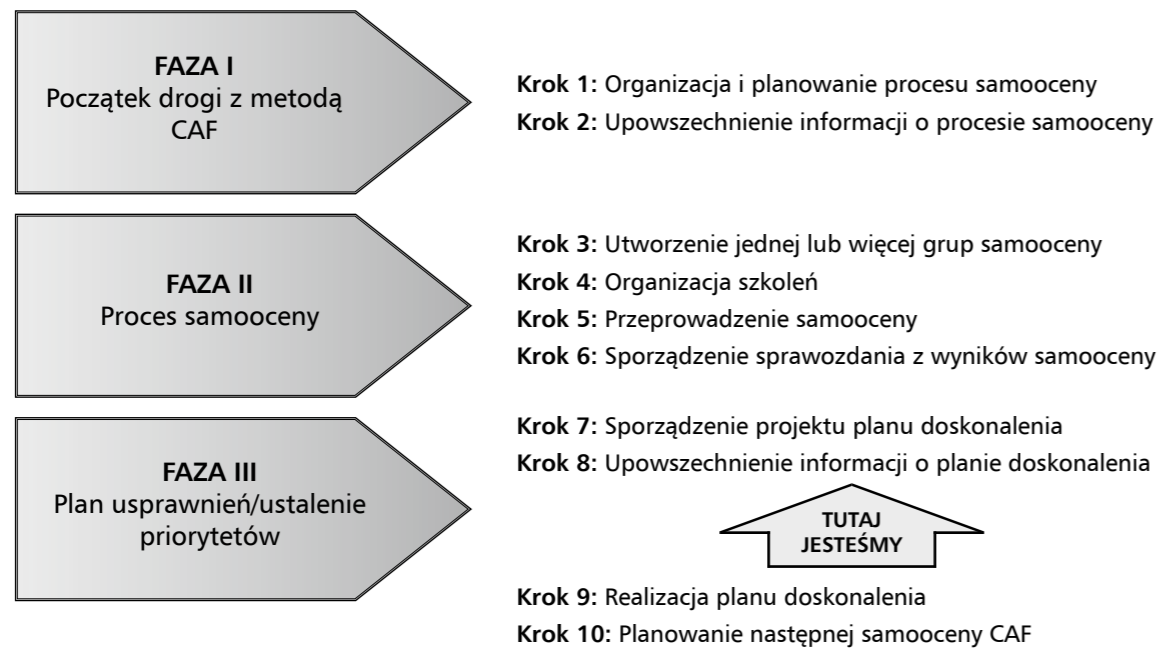 FAZA I
Początek drogi z metodą
CAF
Krok 1: Organizacja i planowanie procesu samooceny
Krok 2: Upowszechnienie informacji o procesie samooceny
FAZA II
Proces samooceny
Krok 3: Utworzenie jednej lub więcej grup samooceny
Krok 4: Organizacja szkoleń
Krok 5: Przeprowadzenie samooceny
Krok 6: Sporządzenie sprawozdania z wyników samooceny
FAZA III
Plan usprawnień/ustalenie
priorytetów
Krok 7: Sporządzenie projektu planu doskonalenia
Krok 8: Upowszechnienie informacji o planie doskonalenia
TUTAJ
JESTEŚMY
Krok 9: Realizacja planu doskonalenia
Krok 10: Planowanie następnej samooceny CAF